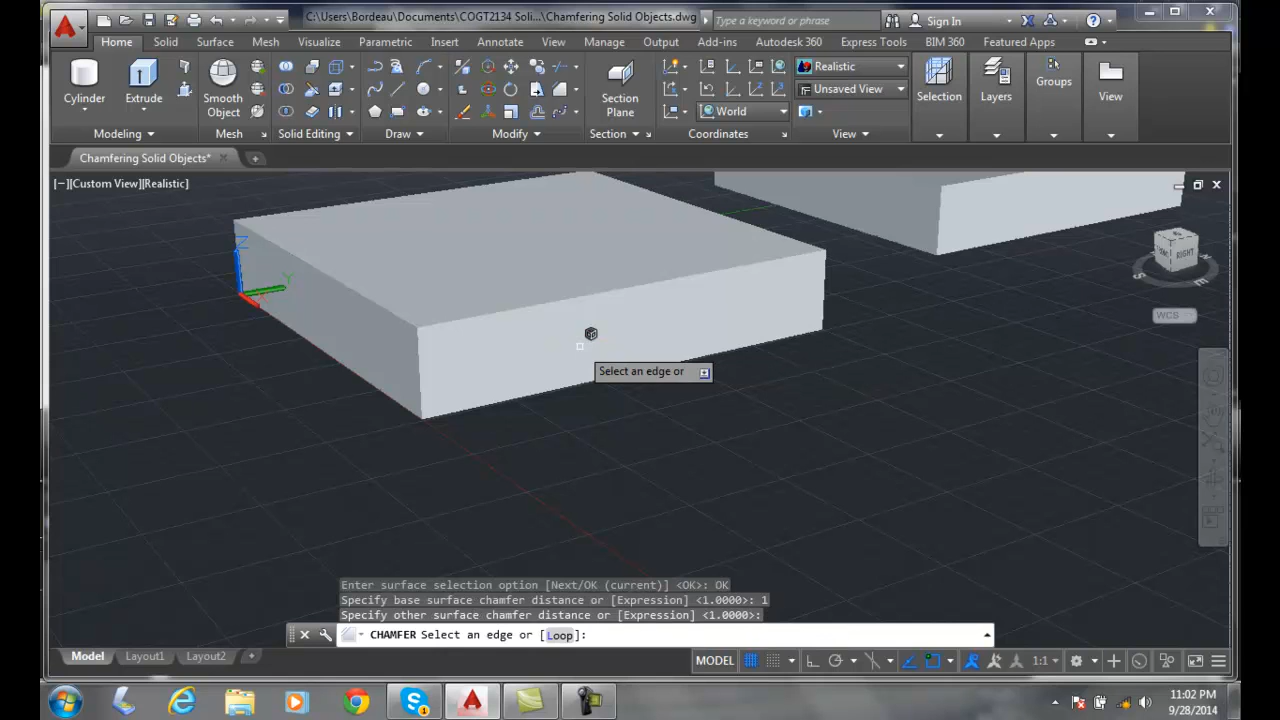 C:\Users\Bordeau\Documents\COGT2134 Soli...\Chamfering Solid Objects.dwg
Type a keyword or phrase
Sign In
Home Solid Surface Mesh Visualize Parametric Insert Annotate View Manage Output Add-ins Autodesk 360 Express Tools BIM 360 Featured Apps
Cylinder
Extrude
Smooth Object
Section Plane
Realistic
Unsaved View
World
Selection
Layers
Groups
View
Modeling
Mesh
Solid Editing
Draw
Modify
Section
Coordinates
View
Chamfering Solid Objects*
[−][Custom View][Realistic]
Z
Y
X
RIGHT
S
E
WCS
Select an edge or
Enter surface selection option [Next/OK (current)] <OK>: OK
Specify base surface chamfer distance or [Expression] <1.0000>: 1
Specify other surface chamfer distance or [Expression] <1.0000>:
CHAMFER Select an edge or [Loop]:
Model Layout1 Layout2
MODEL
1:1
11:02 PM
9/28/2014